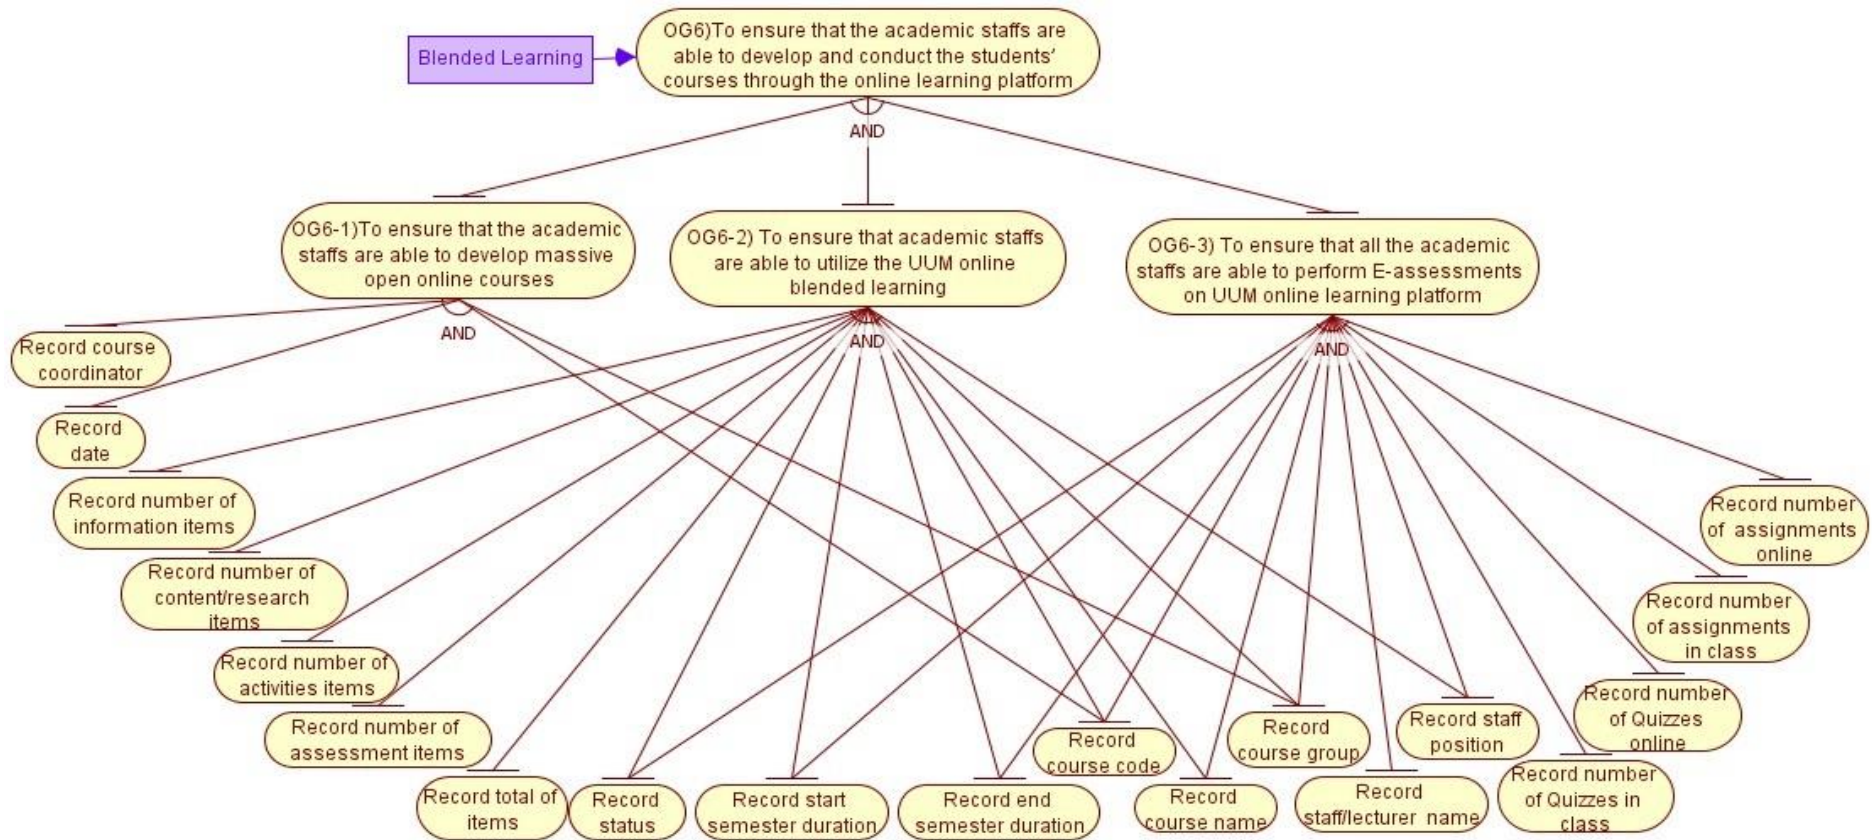 Blended Learning
OG6)To ensure that the academic staffs are
able to develop and conduct the students'
courses through the online learning platform
AND
OG6-1)To ensure that the academic
staffs are able to develop massive
open online courses
OG6-2) To ensure that academic staffs
are able to utilize the UUM online
blended learning
OG6-3) To ensure that all the academic
staffs are able to perform E-assessments
on UUM online learning platform
AND
AND
AND
Record course
coordinator
Record
date
Record number of
information items
Record number of
content/research
items
Record number of
activities items
Record number of
assessment items
Record total of
items
Record
status
Record start
semester duration
Record end
semester duration
Record
course code
Record
course name
Record
course group
Record
staff/lecturer name
Record staff
position
Record number
of Quizzes in
class
Record number
of Quizzes
online
Record number
of assignments
in class
Record number
of assignments
online